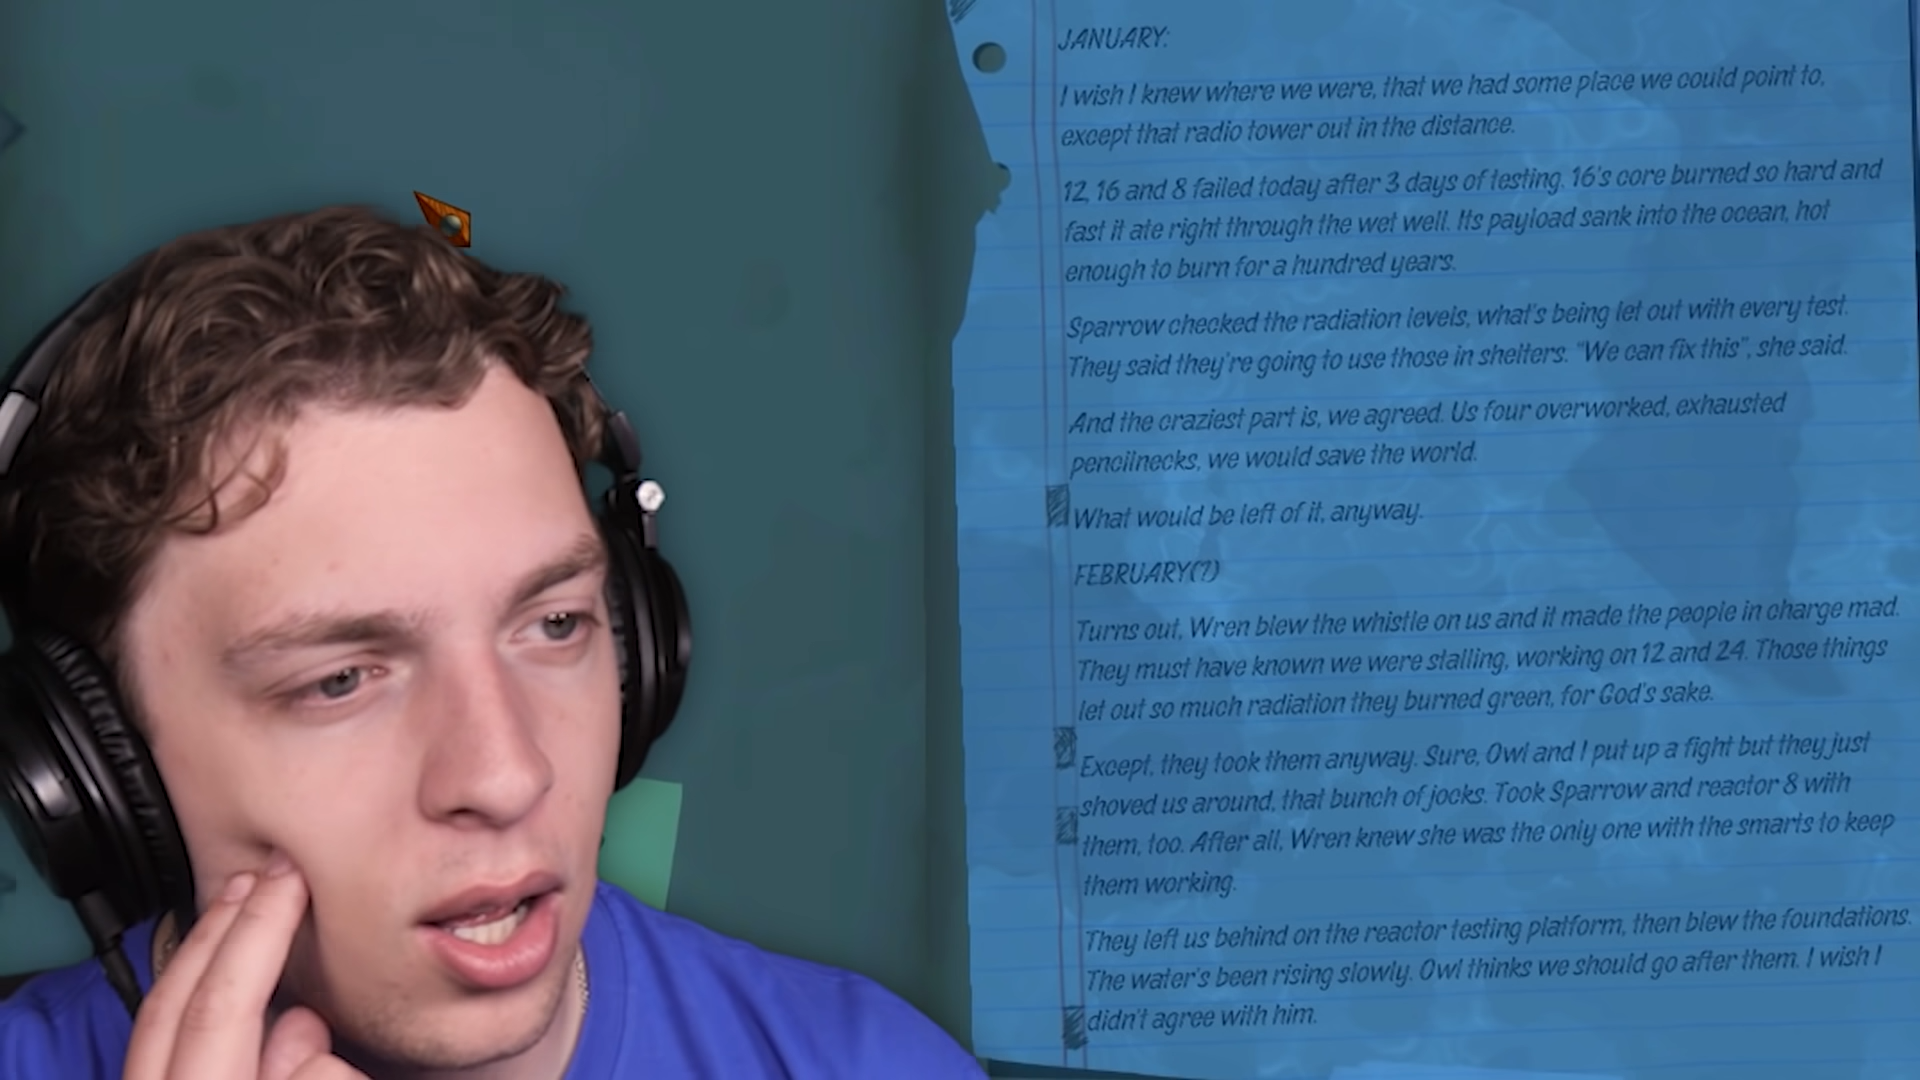 JANUARY:
I wish I knew where we were, that we had some place we could point to,
except that radio tower out in the distance.
12, 16 and 8 failed today after 3 days of testing. 16's core burned so hard and
fast it ate right through the wet well. Its payload sank into the ocean, hot
enough to burn for a hundred years.
Sparrow checked the radiation levels, what's being let out with every test.
They said they're going to use those in shelters. "We can fix this", she said.
And the craziest part is, we agreed. Us four overworked, exhausted
pencilnecks, we would save the world.
What would be left of it, anyway.
FEBRUARY(?)
Turns out, Wren blew the whistle on us and it made the people in charge mad.
They must have known we were stalling, working on 12 and 24. Those things
let out so much radiation they burned green, for God's sake.
Except, they took them anyway. Sure, Owl and I put up a fight but they just
shoved us around, that bunch of jocks. Took Sparrow and reactor 8 with
them, too. After all, Wren knew she was the only one with the smarts to keep
them working.
They left us behind on the reactor testing platform, then blew the foundations.
The water's been rising slowly. Owl thinks we should go after them. I wish I
didn't agree with him.